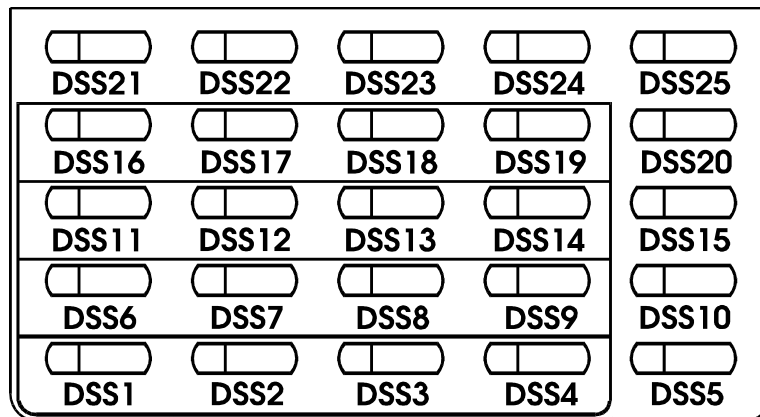 DSS21 DSS22 DSS23 DSS24 DSS25
DSS16 DSS17 DSS18 DSS19 DSS20
DSS11 DSS12 DSS13 DSS14 DSS15
DSS6 DSS7 DSS8 DSS9 DSS10
DSS1 DSS2 DSS3 DSS4 DSS5